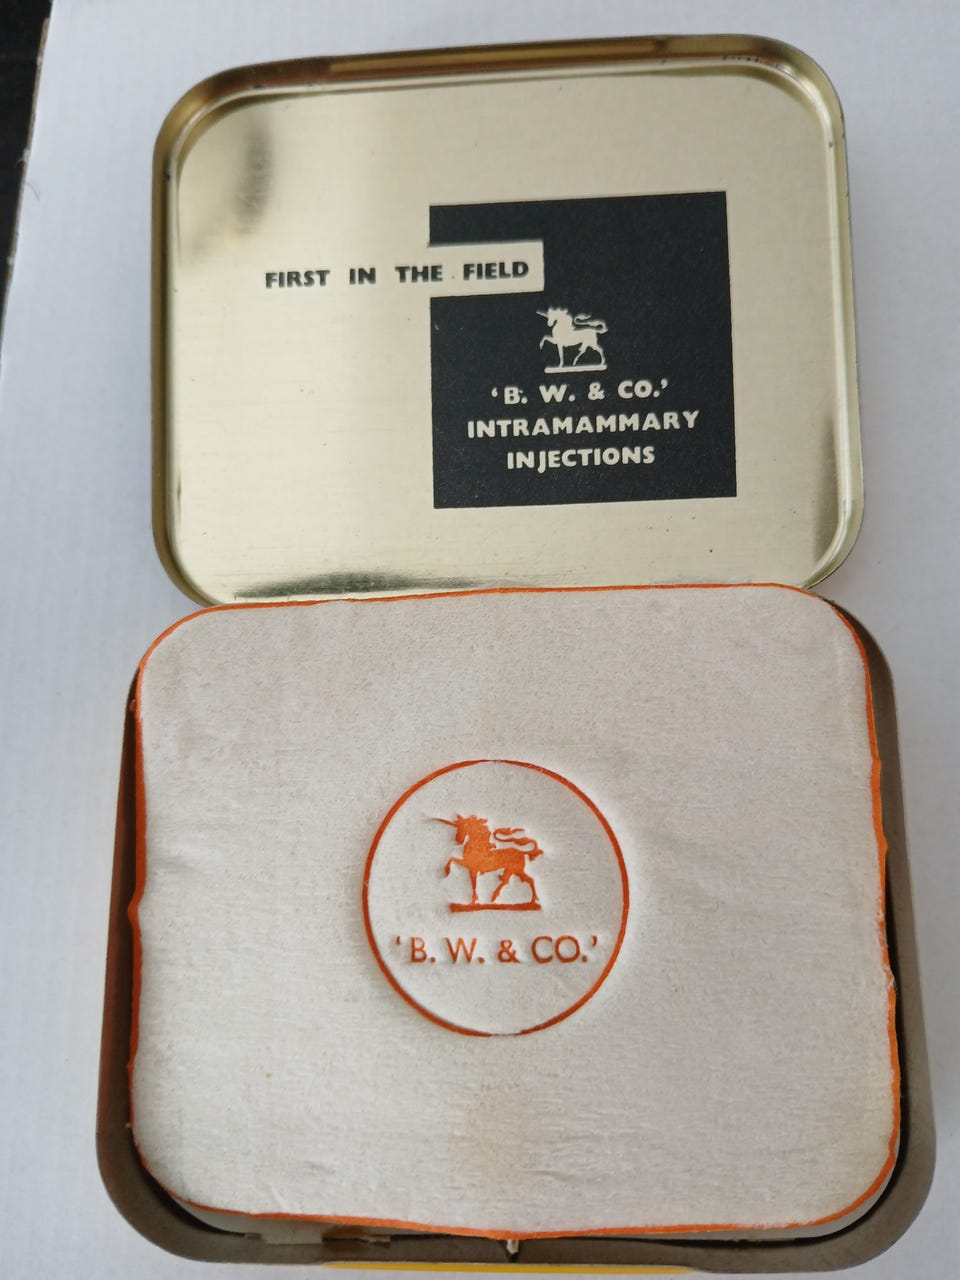 FIRST IN THE FIELD
‘B. W. & CO.’
INTRAMAMMARY
INJECTIONS
‘B. W. & CO.’